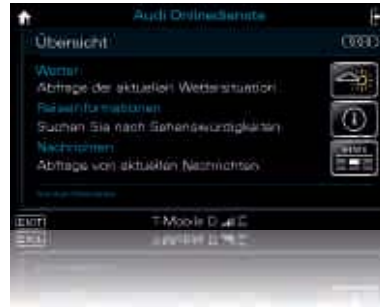 Audi Onlinedienste
Übersicht
Wetter
Abfrage der aktuellen Wettersituation
Reiseinformationen
Suchen Sie nach Sehenswürdigkeiten
Nachrichten
Abfrage von aktuellen Nachrichten
EXIT T-Mobile D E